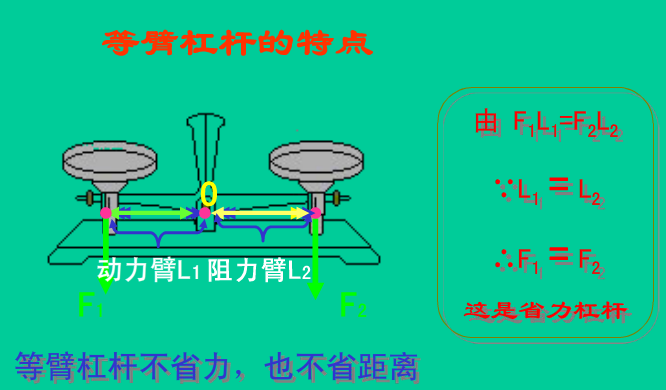 等臂杠杆的特点
由 F₁L₁=F₂L₂
∵L₁ = L₂
∴F₁ = F₂
这是省力杠杆
O
动力臂L₁ 阻力臂L₂
F₁ F₂
等臂杠杆不省力，也不省距离